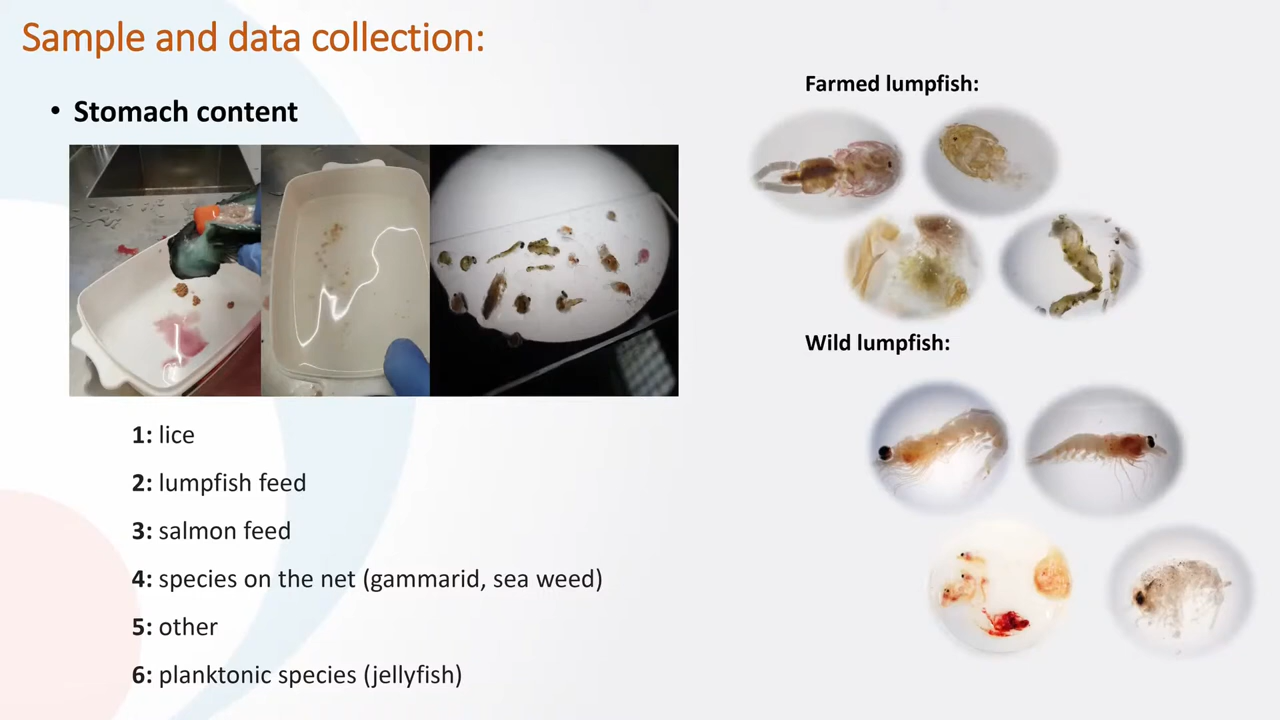 Sample and data collection:
• Stomach content
1: lice
2: lumpfish feed
3: salmon feed
4: species on the net (gammarid, sea weed)
5: other
6: planktonic species (jellyfish)
Farmed lumpfish:
Wild lumpfish: